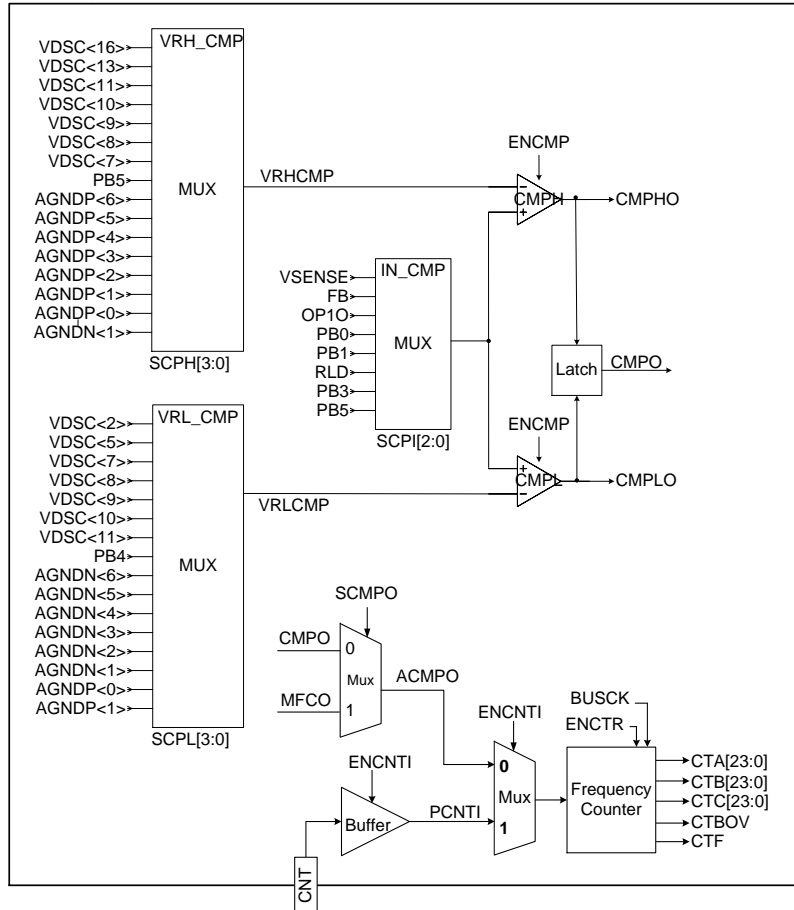 VRH_CMP
VDSC<16>
VDSC<13>
VDSC<11>
VDSC<10>
VDSC<9>
VDSC<8>
VDSC<7>
PB5
AGNDP<6>
AGNDP<5>
AGNDP<4>
AGNDP<3>
AGNDP<2>
AGNDP<1>
AGNDP<0>
AGNDN<1>
MUX
SCPH[3:0]
VRHCMP
IN_CMP
VSENSE
FB
OP1O
PB0
PB1
RLD
PB3
PB5
MUX
SCPI[2:0]
ENCMP
CMPH
CMPHO
Latch
CMPO
ENCMP
CMPL
CMPLO
VRL_CMP
VDSC<2>
VDSC<5>
VDSC<7>
VDSC<8>
VDSC<9>
VDSC<10>
VDSC<11>
PB4
AGNDN<6>
AGNDN<5>
AGNDN<4>
AGNDN<3>
AGNDN<2>
AGNDN<1>
AGNDP<0>
AGNDP<1>
MUX
SCPL[3:0]
VRLCMP
SCMPO
CMPO
0
Mux
MFCO
1
ACMPO
ENCNTI
Buffer
PCNTI
CNT
ENCNTI
0
Mux
1
BUSCK
ENCTR
Frequency
Counter
CTA[23:0]
CTB[23:0]
CTC[23:0]
CTBOV
CTF